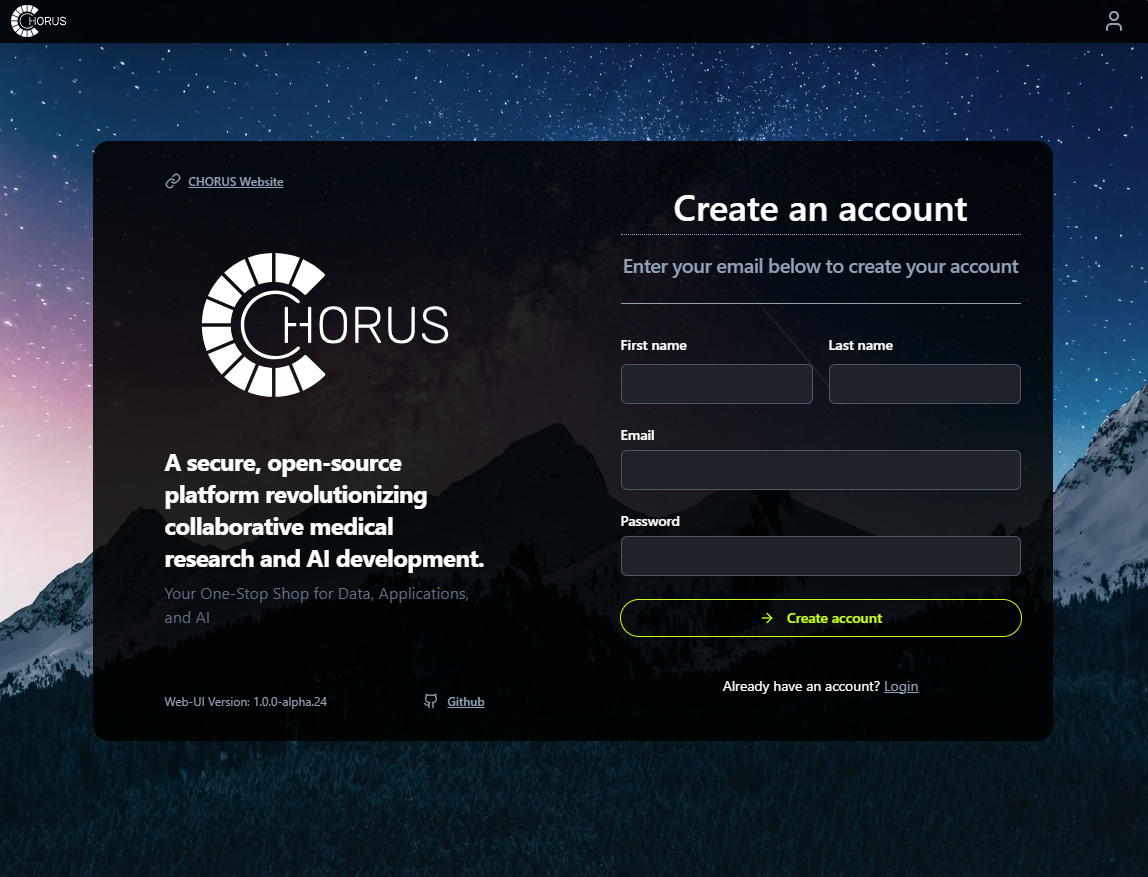 CHORUS
CHORUS Website
CHORUS
A secure, open-source
platform revolutionizing
collaborative medical
research and AI development.
Your One-Stop Shop for Data, Applications,
and AI
Web-UI Version: 1.0.0-alpha.24
Github
Create an account
Enter your email below to create your account
First name
Last name
Email
Password
Create account
Already have an account? Login